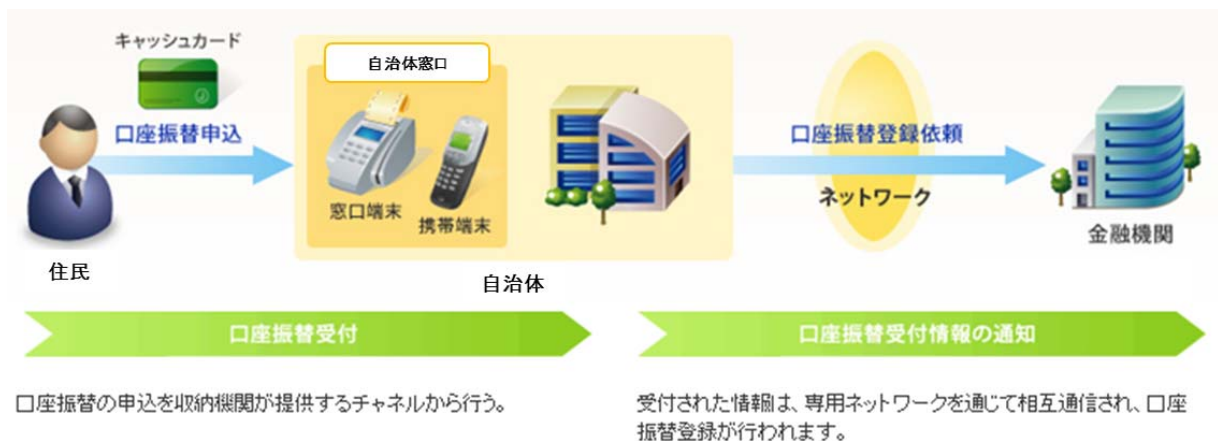 キャッシュカード
口座振替申込
自治体窓口
窓口端末
携帯端末
口座振替登録依頼
ネットワーク
金融機関
住民
自治体
口座振替受付
口座振替受付情報の通知
口座振替の申込を収納機関が提供するチャネルから行う。
受付された情報は、専用ネットワークを通じて相互通信され、口座
振替登録が行われます。